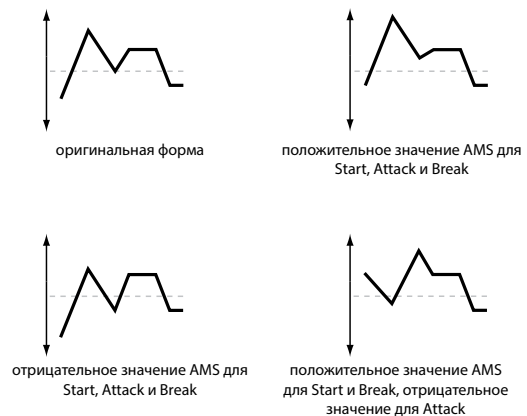 оригинальная форма
положительное значение AMS для
Start, Attack и Break
отрицательное значение AMS для
Start, Attack и Break
положительное значение AMS
для Start и Break, отрицательное
значение для Attack